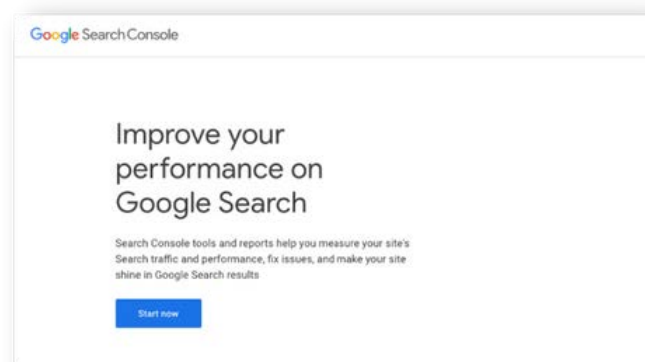 Google Search Console
Improve your
performance on
Google Search
Search Console tools and reports help you measure your site's
Search traffic and performance, fix issues, and make your site
shine in Google Search results
Start now